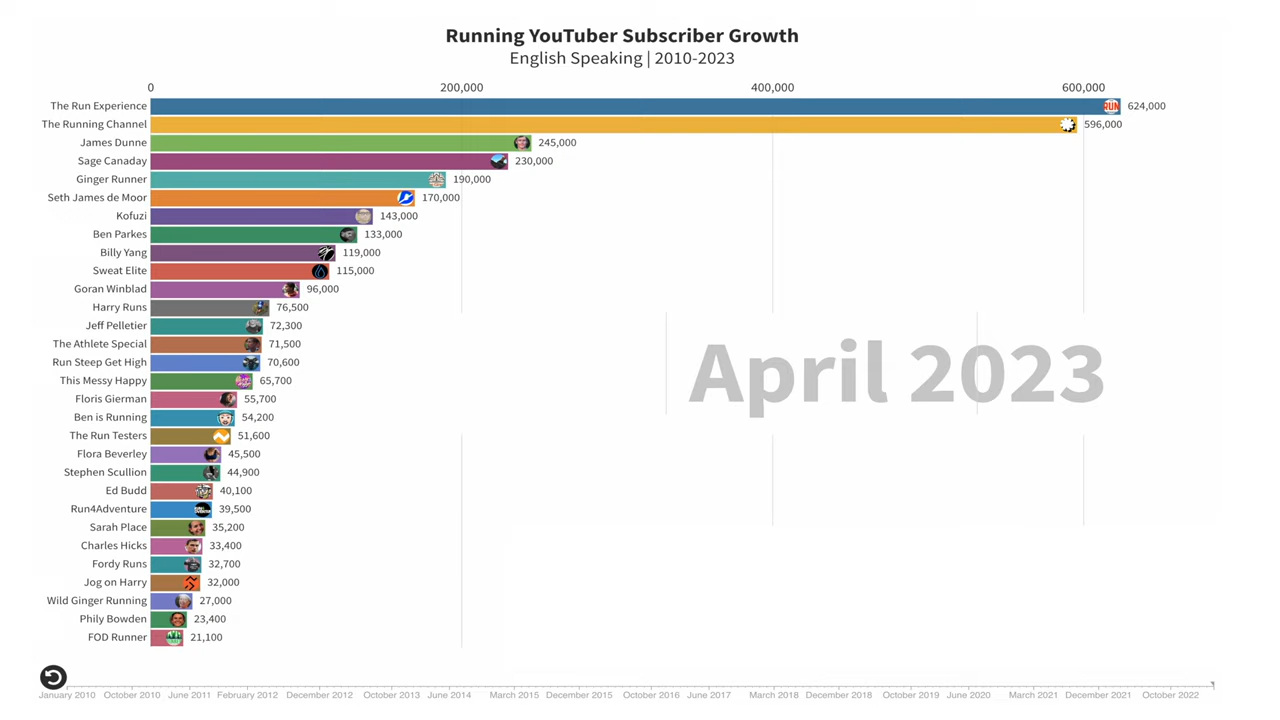 Running YouTuber Subscriber Growth
English Speaking | 2010-2023
0 200,000 400,000 600,000
The Run Experience RUN 624,000
The Running Channel 596,000
James Dunne 245,000
Sage Canaday 230,000
Ginger Runner 190,000
Seth James de Moor 170,000
Kofuzi 143,000
Ben Parkes 133,000
Billy Yang 119,000
Sweat Elite 115,000
Goran Winblad 96,000
Harry Runs 76,500
Jeff Pelletier 72,300
The Athlete Special 71,500
Run Steep Get High 70,600
This Messy Happy 65,700
Floris Gierman 55,700
Ben is Running 54,200
The Run Testers 51,600
Flora Beverley 45,500
Stephen Scullion 44,900
Ed Budd 40,100
Run4Adventure 39,500
Sarah Place 35,200
Charles Hicks 33,400
Fordy Runs 32,700
Jog on Harry 32,000
Wild Ginger Running 27,000
Phily Bowden 23,400
FOD Runner 21,100
April 2023
January 2010 October 2010 June 2011 February 2012 December 2012 October 2013 June 2014 March 2015 December 2015 October 2016 June 2017 March 2018 December 2018 October 2019 June 2020 March 2021 December 2021 October 2022